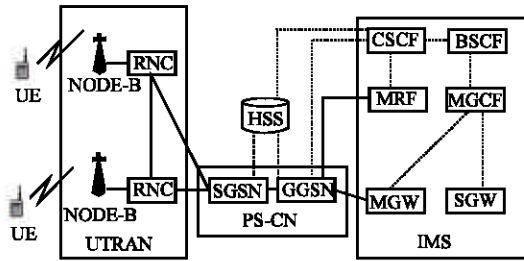 CSCF
BSCF
RNC
UE
NODE-B
MRF
MGCF
HSS
RNC
SGSN
GGSN
MGW
SGW
NODE-B
UE
PS-CN
UTRAN
IMS